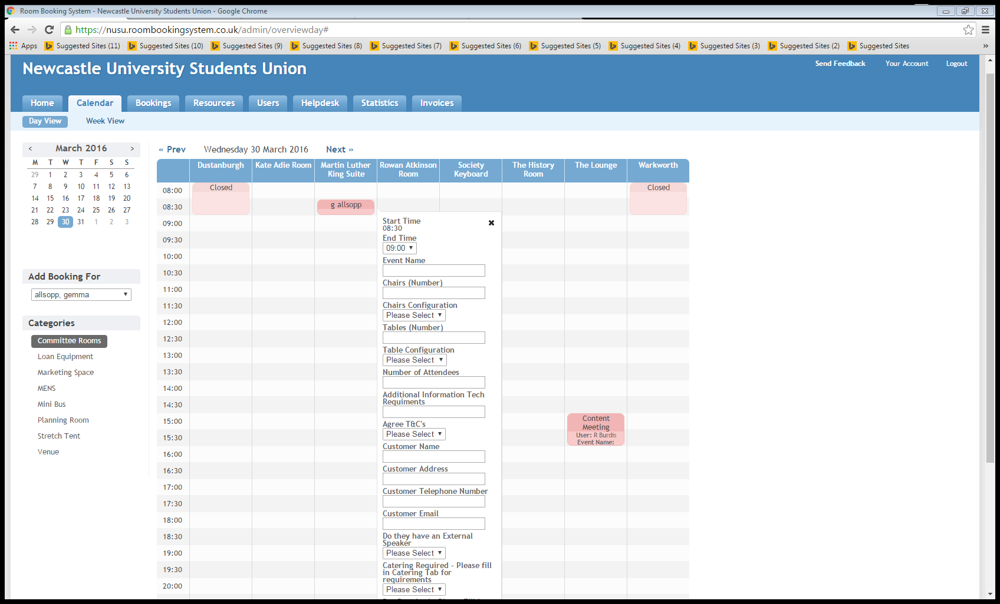 Room Booking System - Newcastle University Students Union - Google Chrome
https://nusu.roombookingsystem.co.uk/admin/overviewday#
Apps Suggested Sites (11) Suggested Sites (10) Suggested Sites (9) Suggested Sites (8) Suggested Sites (7) Suggested Sites (6) Suggested Sites (5) Suggested Sites (4) Suggested Sites (3) Suggested Sites (2) Suggested Sites »
Newcastle University Students Union
Send Feedback Your Account Logout
Home Calendar Bookings Resources Users Helpdesk Statistics Invoices
Day View Week View
< March 2016 >
M T W T F S S
29 1 2 3 4 5 6
7 8 9 10 11 12 13
14 15 16 17 18 19 20
21 22 23 24 25 26 27
28 29 30 31 1 2 3
Add Booking For
allsopp, gemma
Categories
Committee Rooms
Loan Equipment
Marketing Space
MENS
Mini Bus
Planning Room
Stretch Tent
Venue
« Prev Wednesday 30 March 2016 Next »
Dustanburgh
Kate Adie Room
Martin Luther
King Suite
Rowan Atkinson
Room
Society
Keyboard
The History
Room
The Lounge
Warkworth
08:00
08:30
09:00
09:30
10:00
10:30
11:00
11:30
12:00
12:30
13:00
13:30
14:00
14:30
15:00
15:30
16:00
16:30
17:00
17:30
18:00
18:30
19:00
19:30
20:00
Closed
g allsopp
Start Time
08:30
End Time
09:00
Event Name
Chairs (Number)
Chairs Configuration
Please Select
Tables (Number)
Table Configuration
Please Select
Number of Attendees
Additional Information Tech
Requiments
Agree T&C's
Please Select
Customer Name
Customer Address
Customer Telephone Number
Customer Email
Do they have an External
Speaker
Please Select
Catering Required - Please fill
in Catering Tab for
requirements
Please Select
Content
Meeting
User: R Burdis
Event Name:
Closed